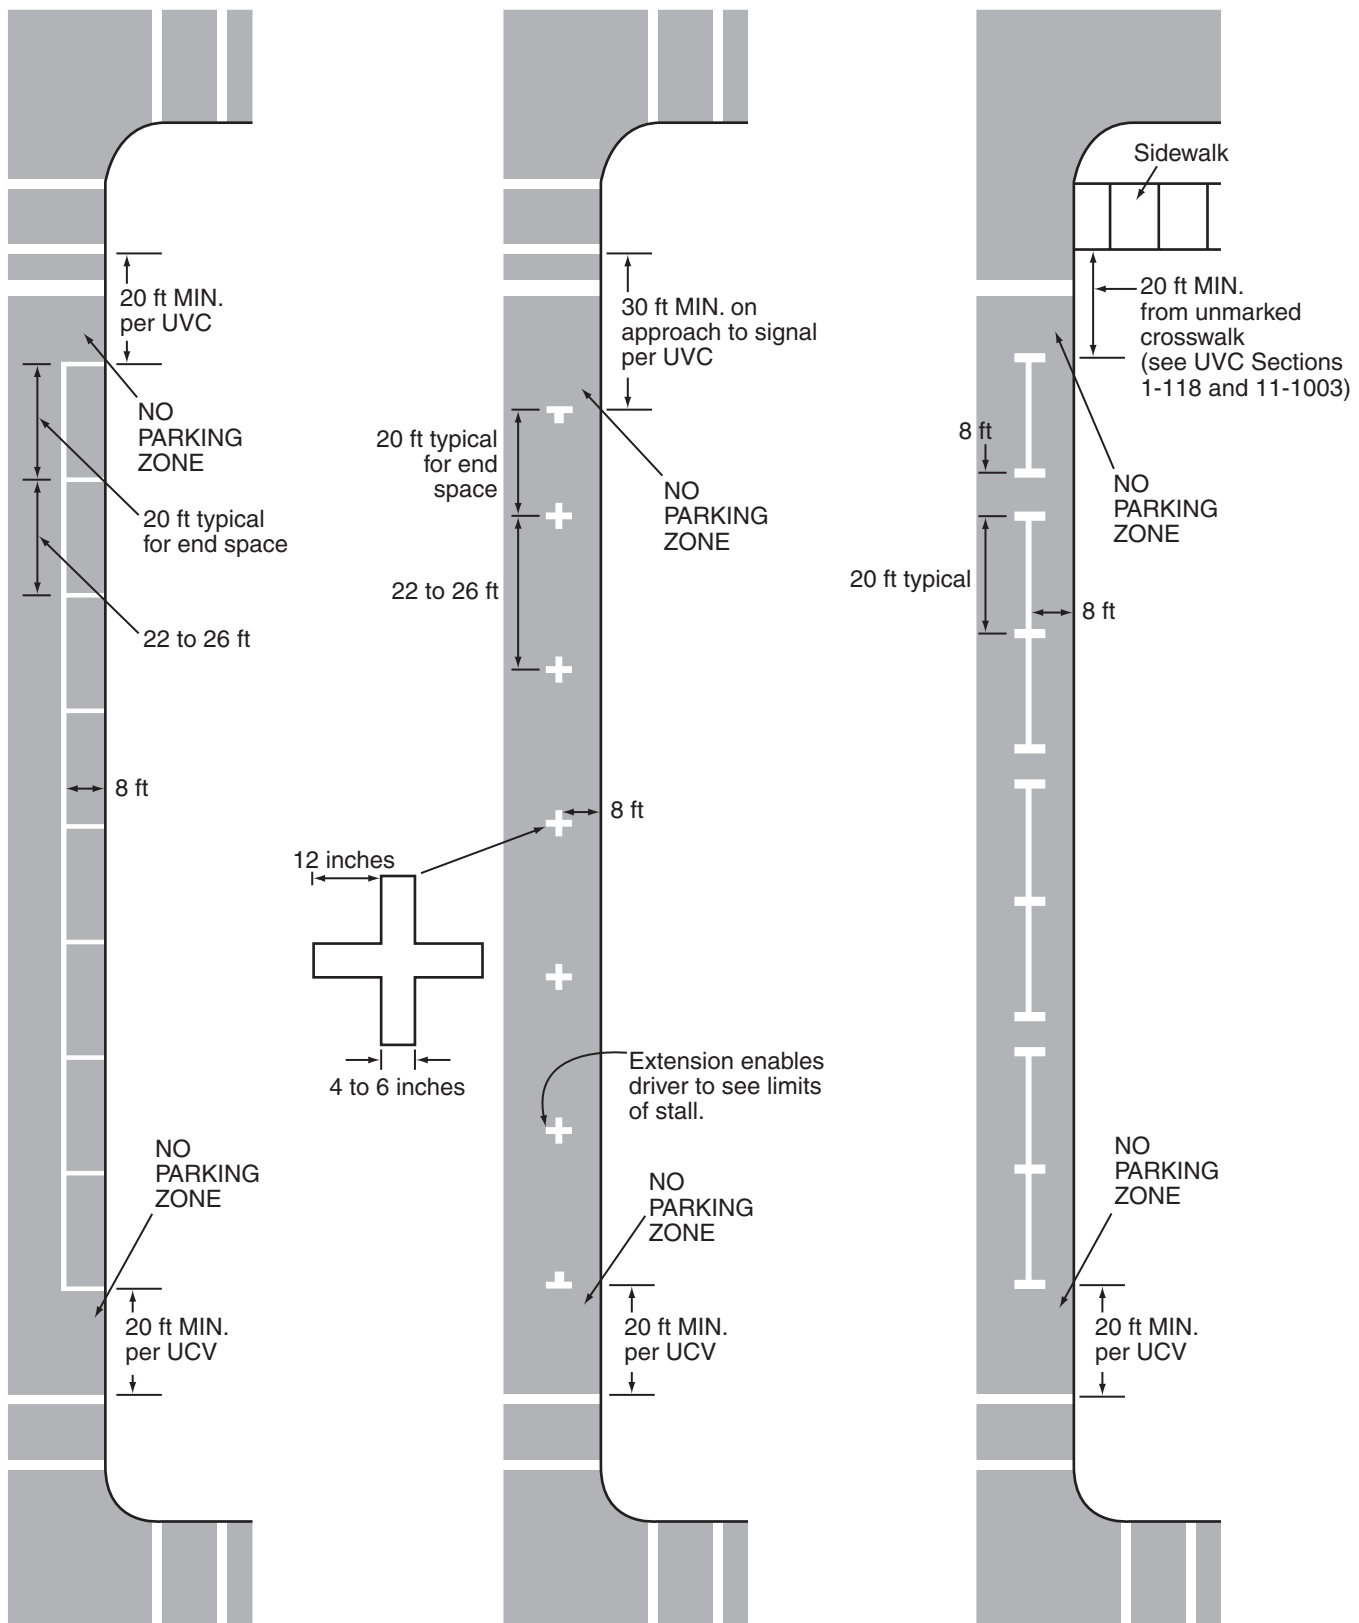 20 ft MIN.
per UVC
NO
PARKING
ZONE
20 ft typical
for end space
22 to 26 ft
8 ft
NO
PARKING
ZONE
20 ft MIN.
per UCV
30 ft MIN. on
approach to signal
per UVC
20 ft typical
for end
space
NO
PARKING
ZONE
22 to 26 ft
8 ft
12 inches
4 to 6 inches
Extension enables
driver to see limits
of stall.
NO
PARKING
ZONE
20 ft MIN.
per UCV
Sidewalk
20 ft MIN.
from unmarked
crosswalk
(see UVC Sections
1-118 and 11-1003)
8 ft
NO
PARKING
ZONE
20 ft typical
8 ft
NO
PARKING
ZONE
20 ft MIN.
per UCV